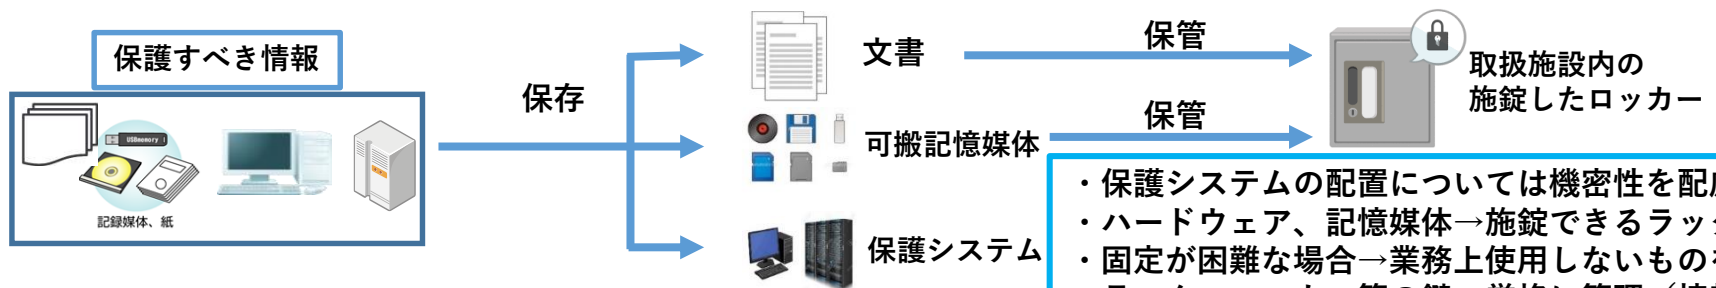 保護すべき情報
USBmemory
記録媒体、紙
保存
文書
保管
取扱施設内の
施錠したロッカー
可搬記憶媒体
保管
保護システム
・保護システムの配置については機密性を配慮
・ハードウェア、記憶媒体→施錠できるラック
・固定が困難な場合→業務上使用しないものを